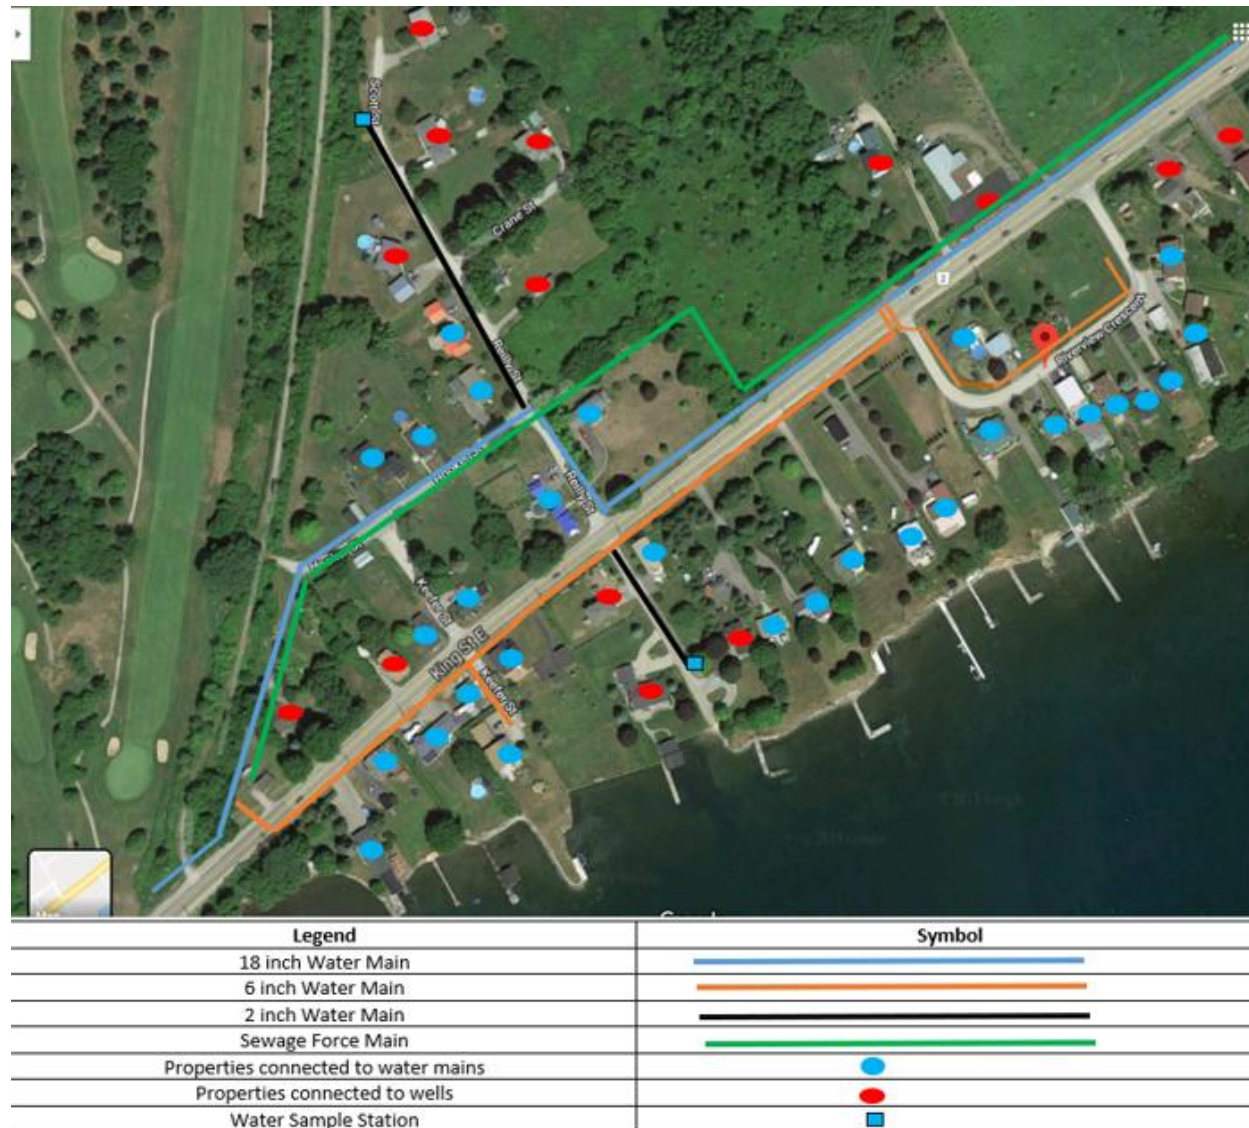 Scott St
Crane St
Reilly St
2
Riverview Crescent
Reilly St
Keefer St
King St E
Keefer St
Map
Legend Symbol
18 inch Water Main
6 inch Water Main
2 inch Water Main
Sewage Force Main
Properties connected to water mains
Properties connected to wells
Water Sample Station